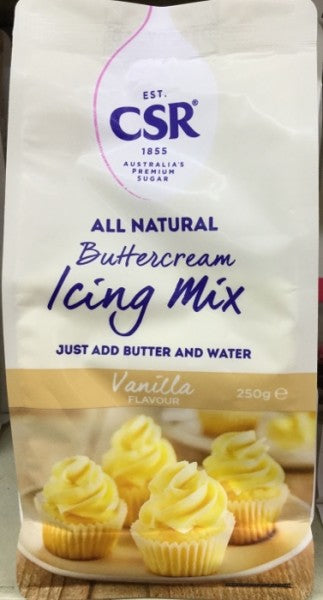 EST.
CSR®
1855
AUSTRALIA'S
PREMIUM
SUGAR
ALL NATURAL
Buttercream
Icing Mix
JUST ADD BUTTER AND WATER
Vanilla
FLAVOUR
250g ℮